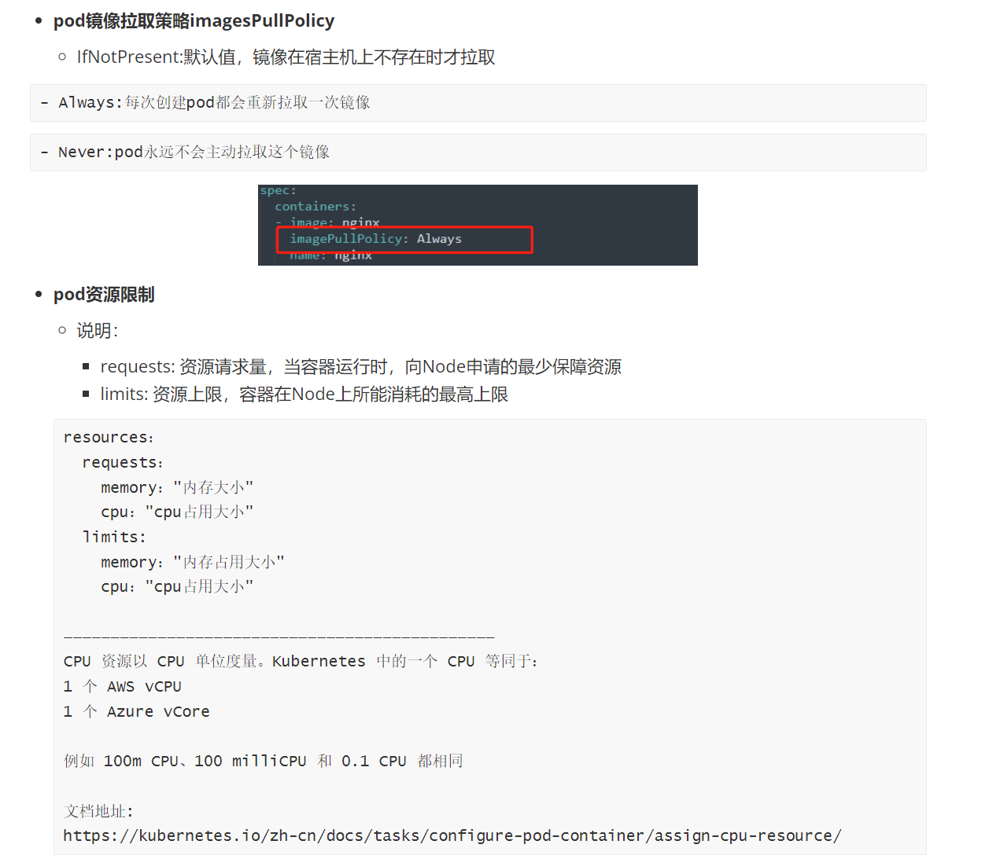 pod镜像拉取策略imagesPullPolicy
IfNotPresent:默认值，镜像在宿主机上不存在时才拉取
- Always:每次创建pod都会重新拉取一次镜像
- Never:pod永远不会主动拉取这个镜像
spec:
containers:
- image: nginx
imagePullPolicy: Always
name: nginx
pod资源限制
说明：
requests: 资源请求量，当容器运行时，向Node申请的最少保障资源
limits: 资源上限，容器在Node上所能消耗的最高上限
resources：
requests：
memory："内存大小"
cpu："cpu占用大小"
limits:
memory："内存占用大小"
cpu："cpu占用大小"
______________________________________________
CPU 资源以 CPU 单位度量。Kubernetes 中的一个 CPU 等同于：
1 个 AWS vCPU
1 个 Azure vCore
例如 100m CPU、100 milliCPU 和 0.1 CPU 都相同
文档地址:
https://kubernetes.io/zh-cn/docs/tasks/configure-pod-container/assign-cpu-resource/